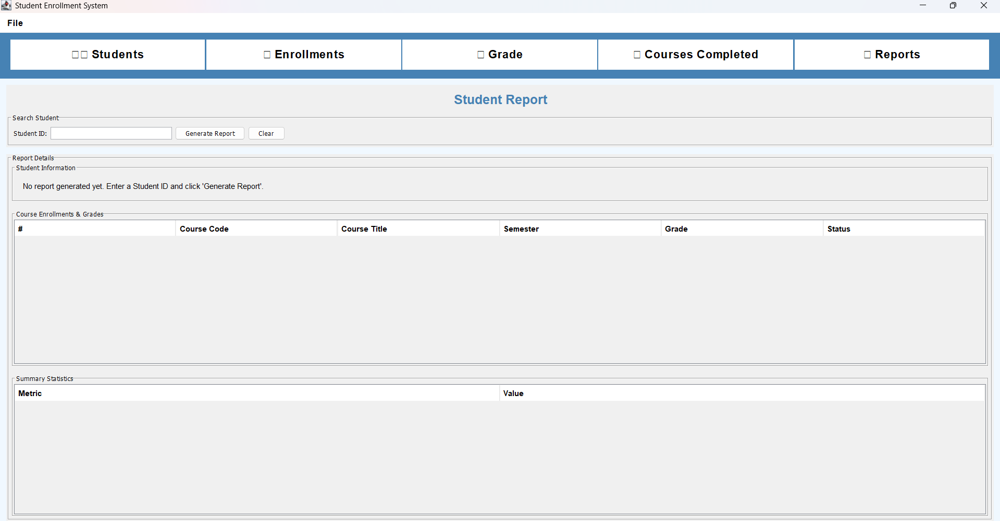 Student Enrollment System
File
Students
Enrollments
Grade
Courses Completed
Reports
Student Report
Search Student
Student ID:
Generate Report
Clear
Report Details
Student Information
No report generated yet. Enter a Student ID and click 'Generate Report'.
Course Enrollments & Grades
# Course Code Course Title Semester Grade Status
Summary Statistics
Metric Value